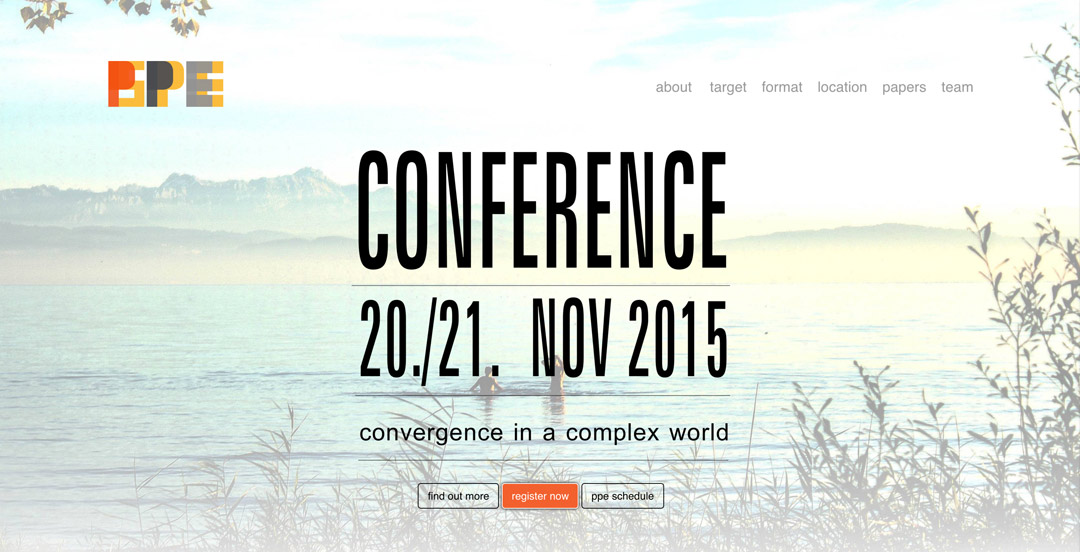 PPE
about target format location papers team
CONFERENCE
20./21. NOV 2015
convergence in a complex world
find out more register now ppe schedule